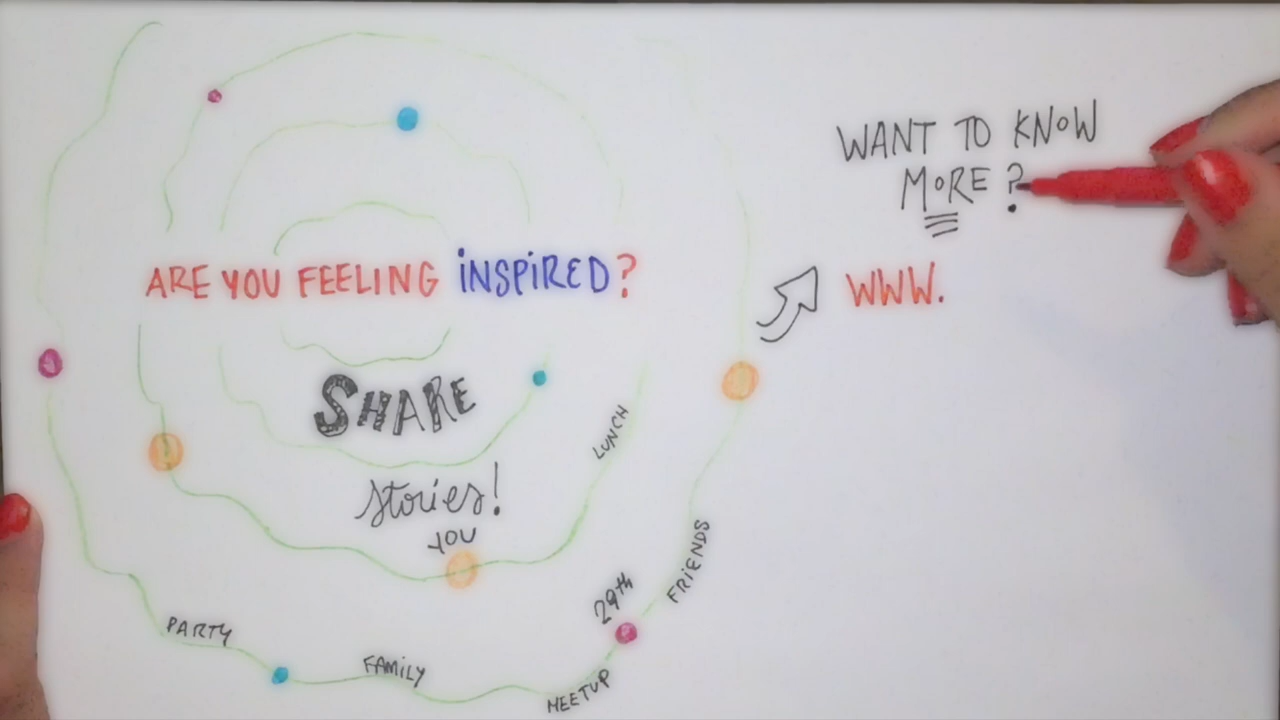 WANT TO KNOW
MORE?
ARE YOU FEELING INSPIRED?
WWW.
SHARE
stories!
YOU
LUNCH
29th
FRIENDS
PARTY
FAMILY
MEETUP